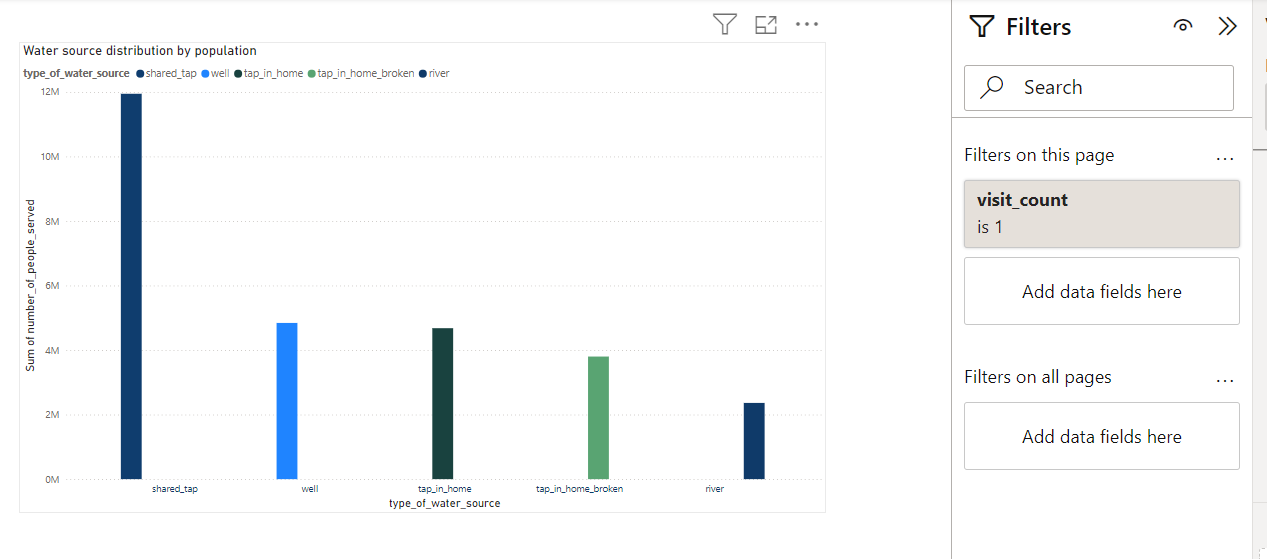 Water source distribution by population
type_of_water_source shared_tap well tap_in_home tap_in_home_broken river
12M
10M
8M
6M
4M
2M
0M
Sum of number_of_people_served
shared_tap well tap_in_home tap_in_home_broken river
type_of_water_source
Filters
Search
Filters on this page ...
visit_count
is 1
Add data fields here
Filters on all pages ...
Add data fields here